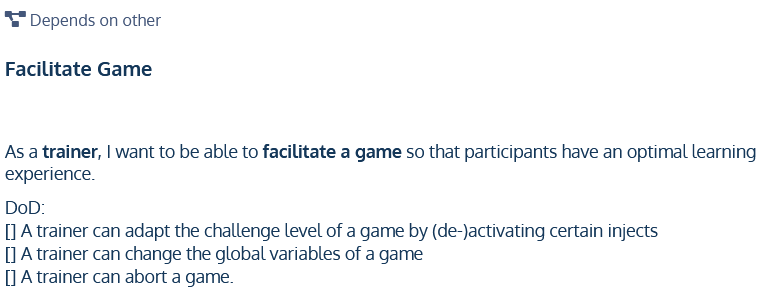 Depends on other
Facilitate Game
As a trainer, I want to be able to facilitate a game so that participants have an optimal learning
experience.
DoD:
[] A trainer can adapt the challenge level of a game by (de-)activating certain injects
[] A trainer can change the global variables of a game
[] A trainer can abort a game.